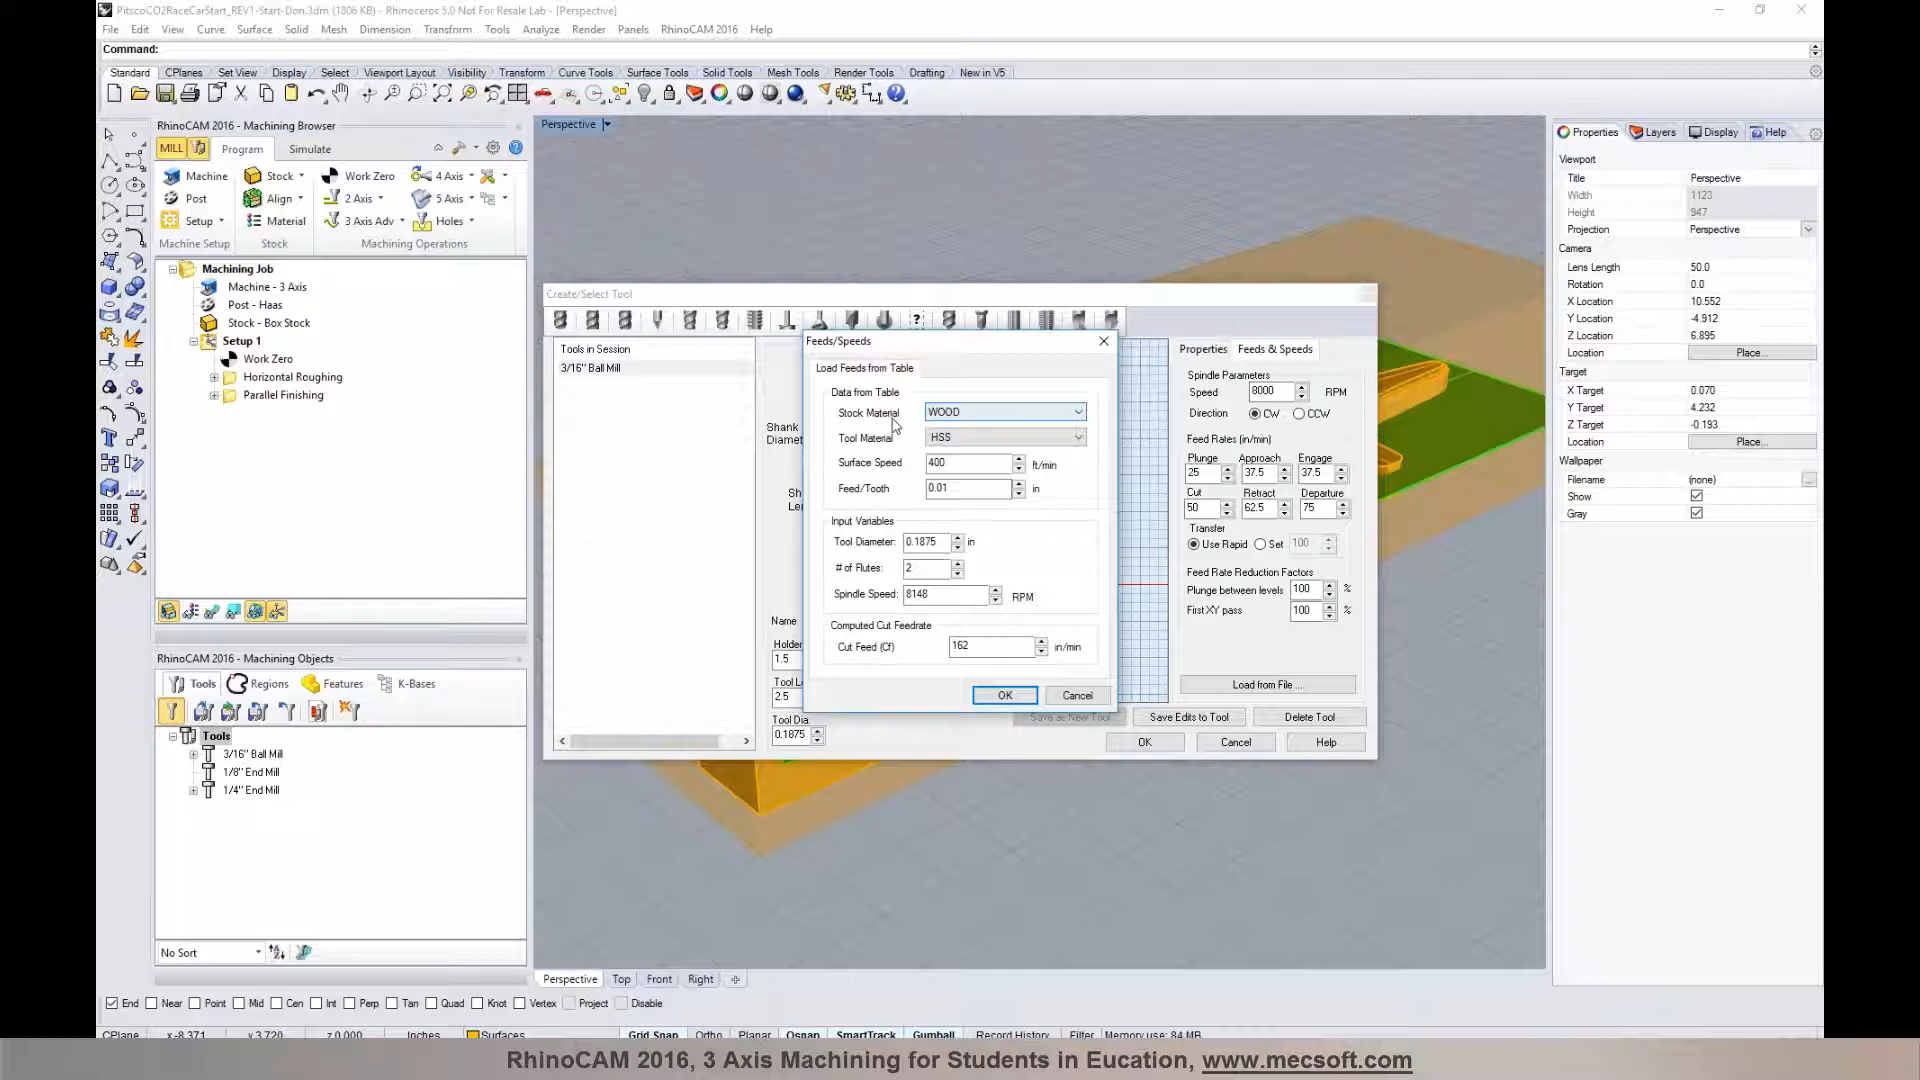 PitscoCO2RaceCarStart_REV1-Start-Don.3dm (1806 KB) - Rhinoceros 5.0 Not For Resale Lab - [Perspective]
File Edit View Curve Surface Solid Mesh Dimension Transform Tools Analyze Render Panels RhinoCAM 2016 Help
Command:
Standard CPlanes Set View Display Select Viewport Layout Visibility Transform Curve Tools Surface Tools Solid Tools Mesh Tools Render Tools Drafting New in V5
RhinoCAM 2016 - Machining Browser
MILL Program Simulate
Machine Stock Work Zero 4 Axis
Post Align 2 Axis 5 Axis
Setup Material 3 Axis Adv Holes
Machine Setup Stock Machining Operations
Machining Job
Machine - 3 Axis
Post - Haas
Stock - Box Stock
Setup 1
Work Zero
Horizontal Roughing
Parallel Finishing
RhinoCAM 2016 - Machining Objects
Tools Regions Features K-Bases
Tools
3/16" Ball Mill
1/8" End Mill
1/4" End Mill
No Sort
Perspective
Create/Select Tool
Tools in Session
3/16" Ball Mill
Shank
Diamete
Sh
Len
Name
Holder
1.5
Tool L
2.5
Tool Dia.
0.1875
Feeds/Speeds
Load Feeds from Table
Data from Table
Stock Material WOOD
Tool Material HSS
Surface Speed 400 ft/min
Feed/Tooth 0.01 in
Input Variables
Tool Diameter: 0.1875 in
# of Flutes: 2
Spindle Speed: 8148 RPM
Computed Cut Feedrate
Cut Feed (Cf) 162 in/min
OK Cancel
Properties Feeds & Speeds
Spindle Parameters
Speed 8000 RPM
Direction CW CCW
Feed Rates (in/min)
Plunge Approach Engage
25 37.5 37.5
Cut Retract Departure
50 62.5 75
Transfer
Use Rapid Set 100
Feed Rate Reduction Factors
Plunge between levels 100 %
First XY pass 100 %
Load from File ...
Save as New Tool Save Edits to Tool Delete Tool
OK Cancel Help
Properties Layers Display Help
Viewport
Title Perspective
Width 1123
Height 947
Projection Perspective
Camera
Lens Length 50.0
Rotation 0.0
X Location 10.552
Y Location -4.912
Z Location 6.895
Location Place...
Target
X Target 0.070
Y Target 4.232
Z Target -0.193
Location Place...
Wallpaper
Filename (none) ...
Show
Gray
Perspective Top Front Right
End Near Point Mid Cen Int Perp Tan Quad Knot Vertex Project Disable
CPlane x -8.371 y 3.720 z 0.000 Inches Surfaces Grid Snap Ortho Planar Osnap SmartTrack Gumball Record History Filter Memory use: 84 MB
RhinoCAM 2016, 3 Axis Machining for Students in Eucation, www.mecsoft.com